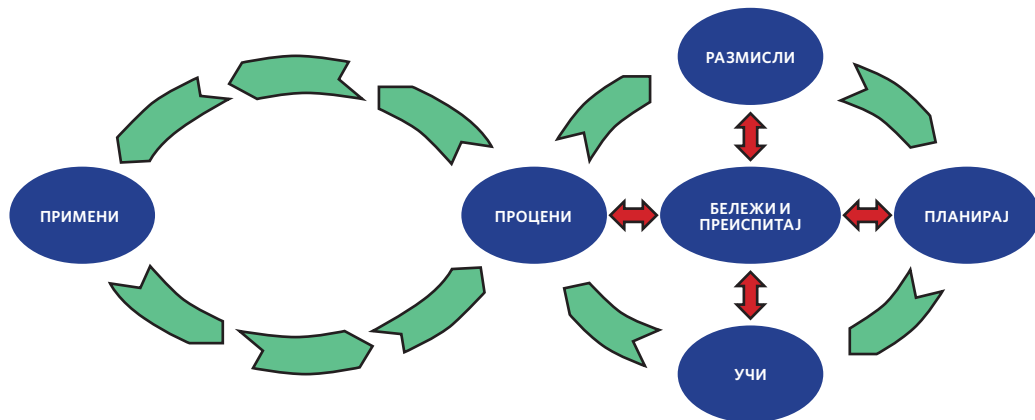 РАЗМИСЛИ
ПРИМЕНИ
ПРОЦЕНИ
БЕЛЕЖИ И
ПРЕИСПИТАЈ
ПЛАНИРАЈ
УЧИ